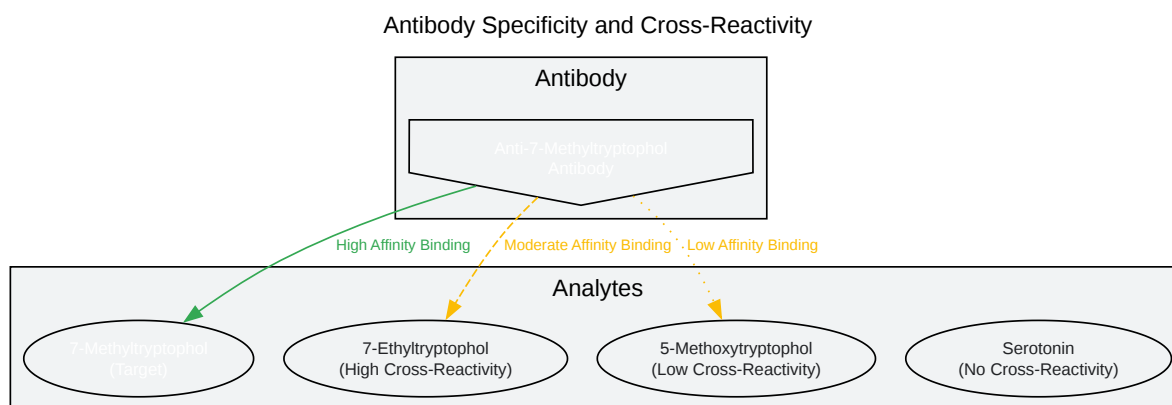 Antibody Specificity and Cross-Reactivity
Antibody
Anti-7-Methyltryptophol
Antibody
High Affinity Binding
Moderate Affinity Binding
Low Affinity Binding
Analytes
7-Methyltryptophol
(Target)
7-Ethyltryptophol
(High Cross-Reactivity)
5-Methoxytryptophol
(Low Cross-Reactivity)
Serotonin
(No Cross-Reactivity)